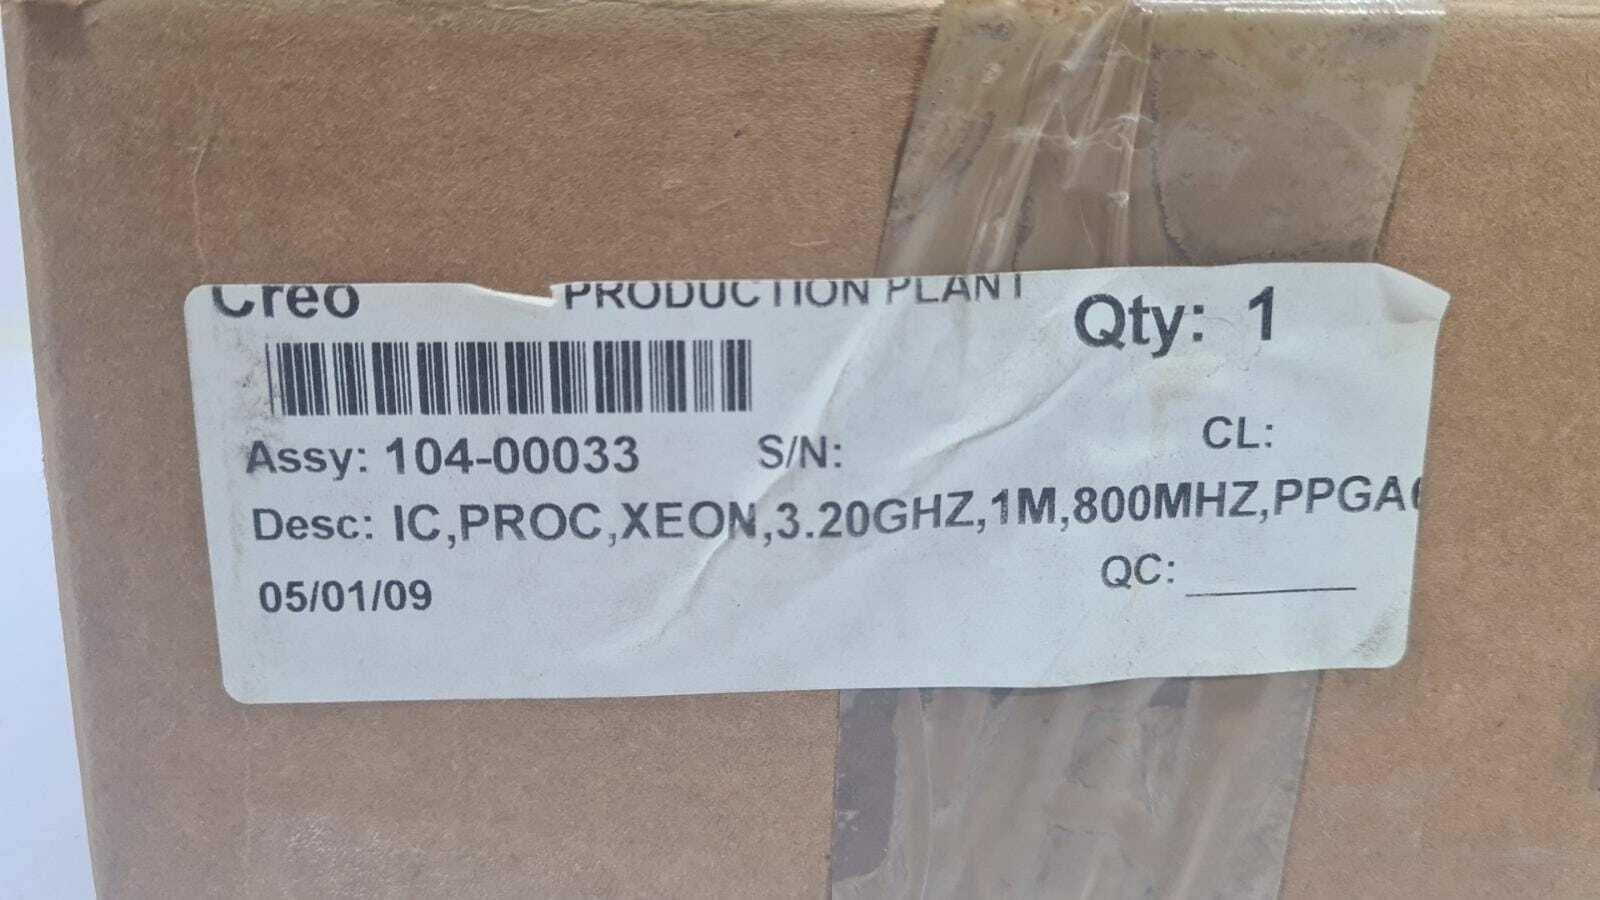 Creo PRODUCTION PLANT Qty: 1
Assy: 104-00033 S/N: CL:
Desc: IC,PROC,XEON,3.20GHZ,1M,800MHZ,PPGA
05/01/09 QC: